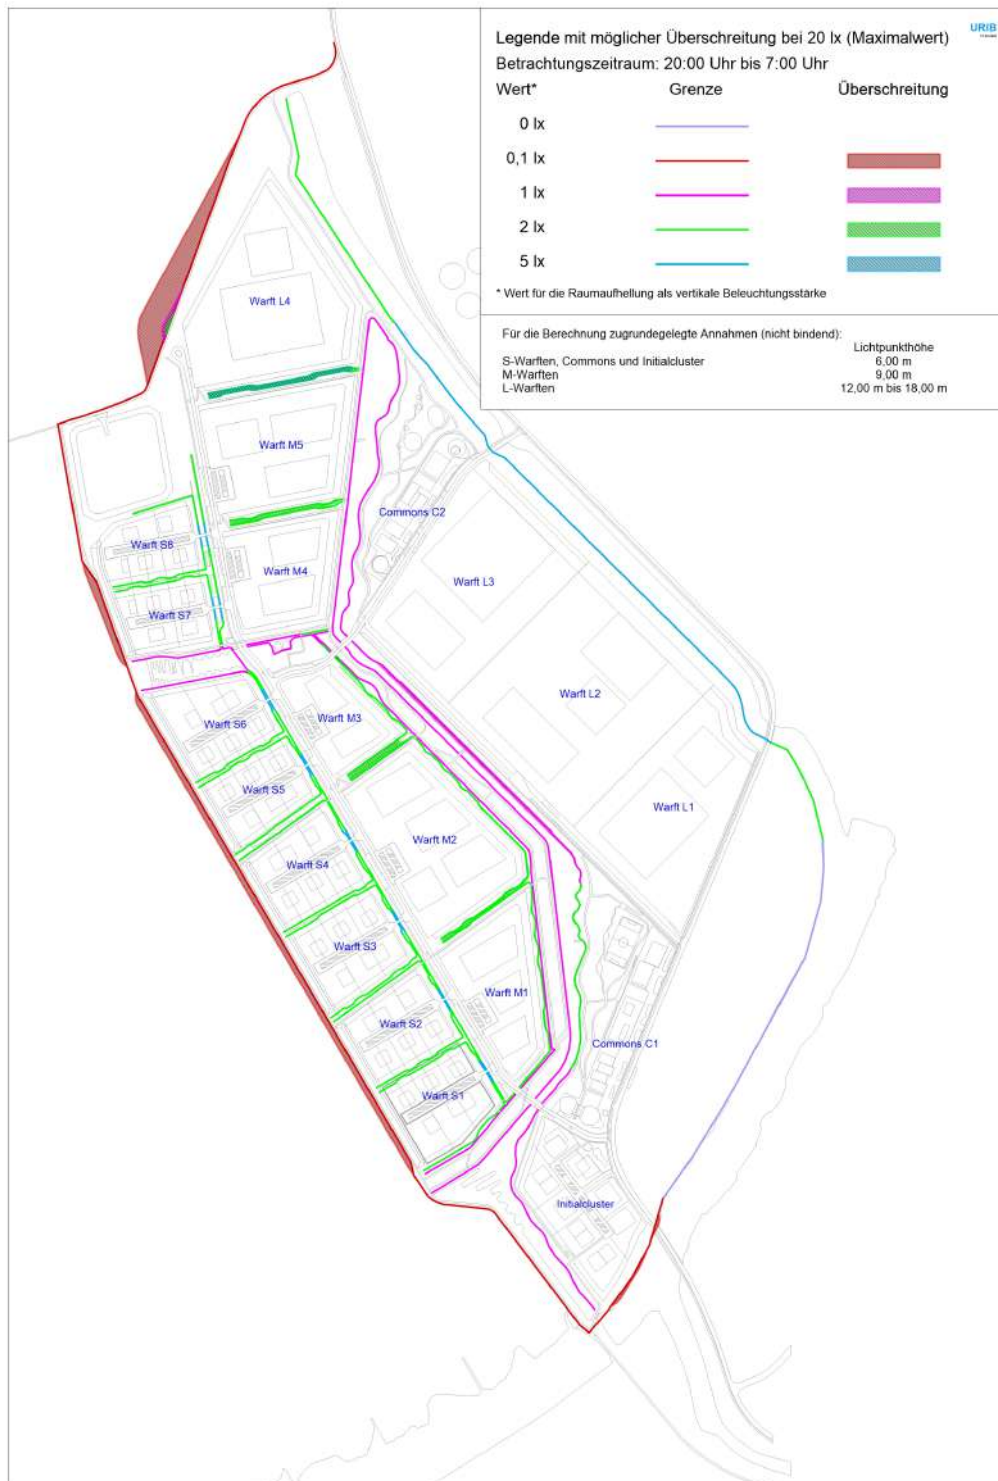 URIB
Legende mit möglicher Überschreitung bei 20 lx (Maximalwert)
Betrachtungszeitraum: 20:00 Uhr bis 7:00 Uhr
Wert* Grenze Überschreitung
0 lx
0,1 lx
1 lx
2 lx
5 lx
* Wert für die Raumaufhellung als vertikale Beleuchtungsstärke
Für die Berechnung zugrundegelegte Annahmen (nicht bindend):
Lichtpunkthöhe
S-Warften, Commons und Initialcluster 6,00 m
M-Warften 9,00 m
L-Warften 12,00 m bis 18,00 m
Warft L4
Warft M5
Commons C2
Warft S8
Warft M4
Warft L3
Warft S7
Warft L2
Warft M3
Warft S6
Warft S5
Warft L1
Warft M2
Warft S4
Warft S3
Warft M1
Warft S2
Commons C1
Warft S1
Initialcluster